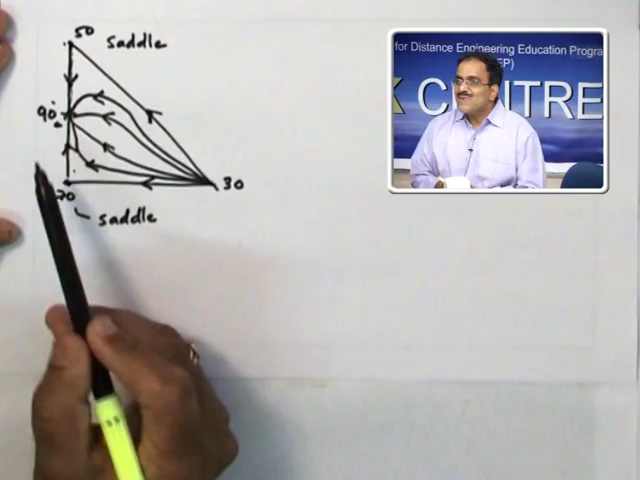 50 saddle
90°c
30
70
saddle
for Distance Engineering Education Progra
EP)
CENTRE